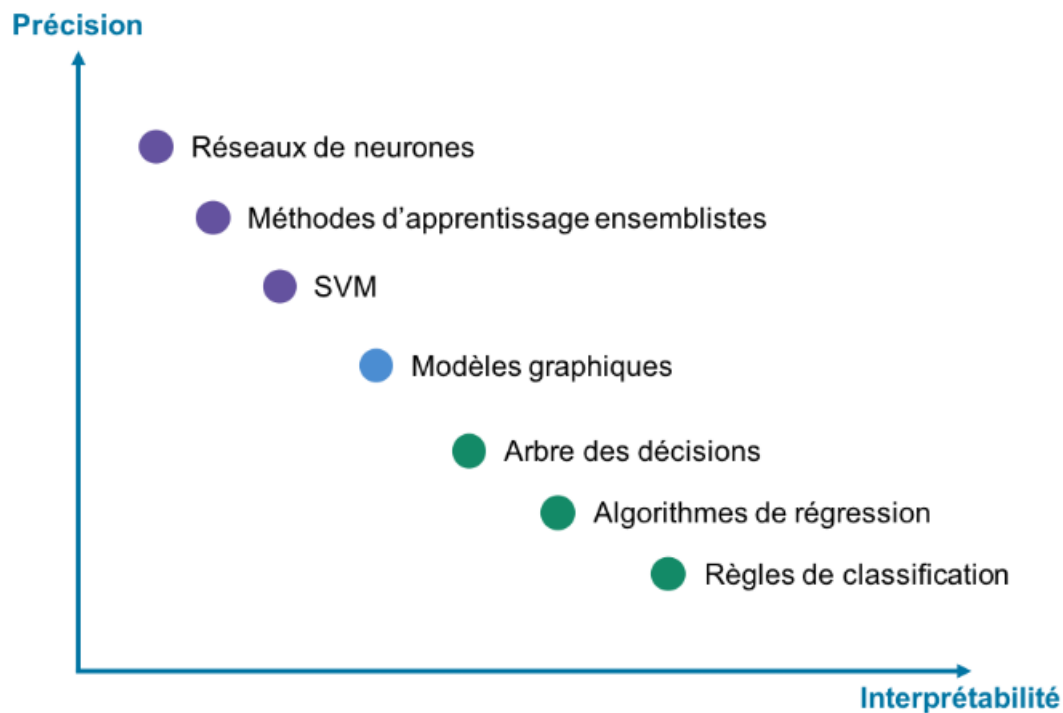 Précision
Réseaux de neurones
Méthodes d’apprentissage ensemblistes
SVM
Modèles graphiques
Arbre des décisions
Algorithmes de régression
Règles de classification
Interprétabilité